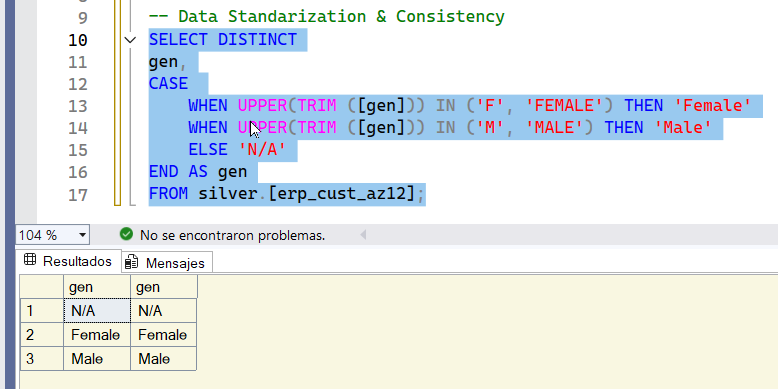 9 -- Data Standarization & Consistency
10 SELECT DISTINCT
11 gen,
12 CASE
13 WHEN UPPER(TRIM ([gen])) IN ('F', 'FEMALE') THEN 'Female'
14 WHEN UPPER(TRIM ([gen])) IN ('M', 'MALE') THEN 'Male'
15 ELSE 'N/A'
16 END AS gen
17 FROM silver.[erp_cust_az12];
104 % No se encontraron problemas.
Resultados Mensajes
gen gen
1 N/A N/A
2 Female Female
3 Male Male